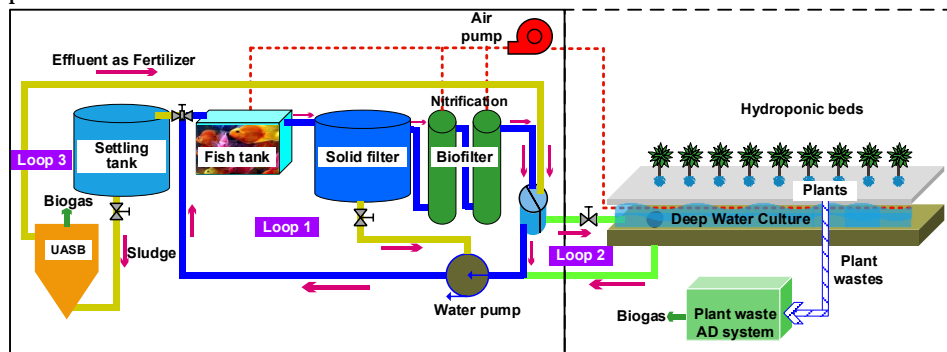 Air
pump
Effluent as Fertilizer
Nitrification
Hydroponic beds
Settling
tank
Fish tank
Solid filter
Biofilter
Loop 3
Biogas
Plants
Deep Water Culture
UASB
Sludge
Loop 1
Loop 2
Water pump
Plant
wastes
Biogas
Plant waste
AD system